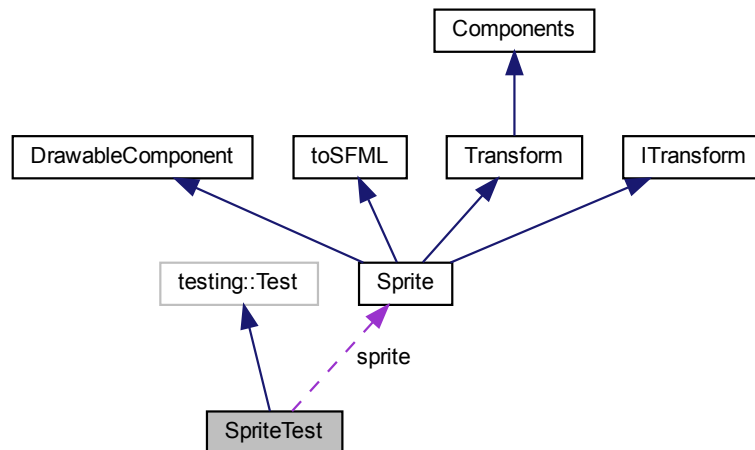 Components
DrawableComponent
toSFML
Transform
ITransform
testing::Test
Sprite
sprite
SpriteTest